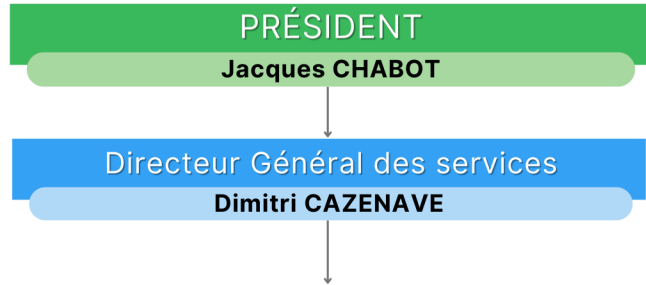 PRÉSIDENT
Jacques CHABOT
Directeur Général des services
Dimitri CAZENAVE